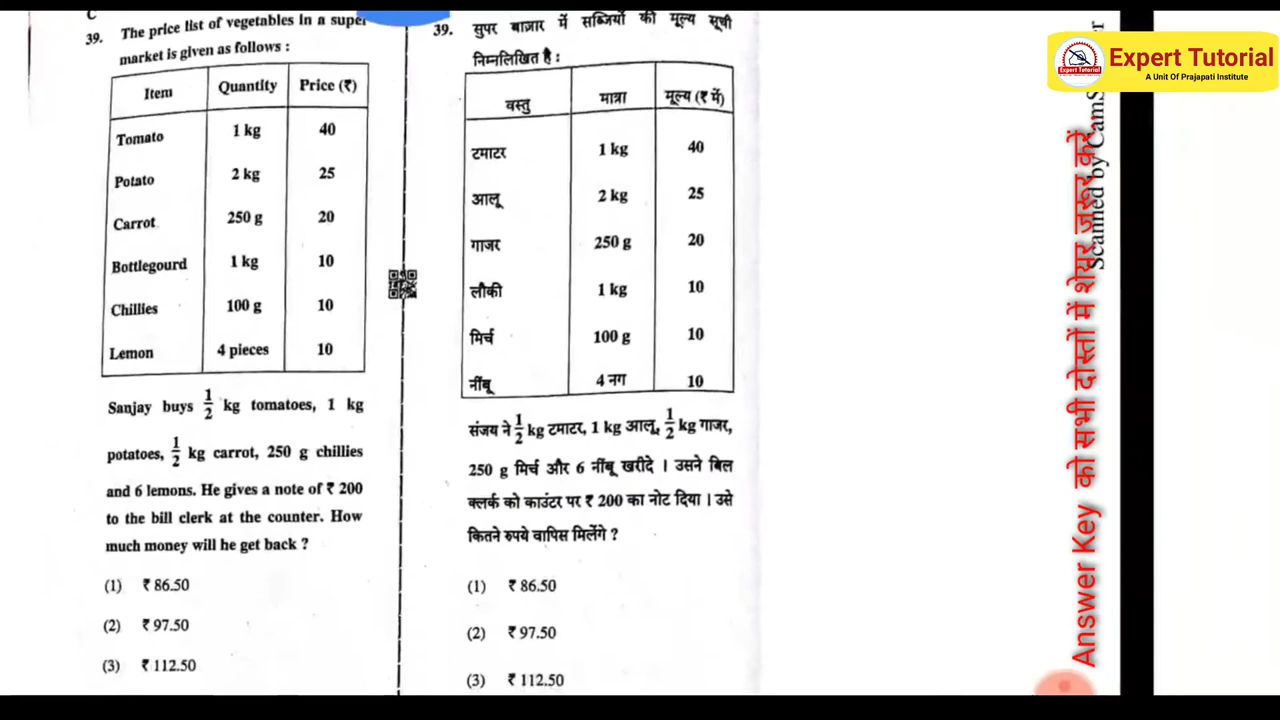 C
39. The price list of vegetables in a super
market is given as follows :
Item Quantity Price (₹)
Tomato 1 kg 40
Potato 2 kg 25
Carrot 250 g 20
Bottlegourd 1 kg 10
Chillies 100 g 10
Lemon 4 pieces 10
Sanjay buys 1/2 kg tomatoes, 1 kg
potatoes, 1/2 kg carrot, 250 g chillies
and 6 lemons. He gives a note of ₹ 200
to the bill clerk at the counter. How
much money will he get back ?
(1) ₹ 86.50
(2) ₹ 97.50
(3) ₹ 112.50
39. सुपर बाज़ार में सब्जियों की मूल्य सूची
निम्नलिखित है :
वस्तु मात्रा मूल्य (₹ में)
टमाटर 1 kg 40
आलू 2 kg 25
गाजर 250 g 20
लौकी 1 kg 10
मिर्च 100 g 10
नींबू 4 नग 10
संजय ने 1/2 kg टमाटर, 1 kg आलू, 1/2 kg गाजर,
250 g मिर्च और 6 नींबू खरीदे । उसने बिल
क्लर्क को काउंटर पर ₹ 200 का नोट दिया । उसे
कितने रुपये वापिस मिलेंगे ?
(1) ₹ 86.50
(2) ₹ 97.50
(3) ₹ 112.50
Expert Tutorial
Expert Tutorial
A Unit Of Prajapati Institute
Answer Key को सभी दोस्तों में शेयर ज़रूर करें
Scanned by